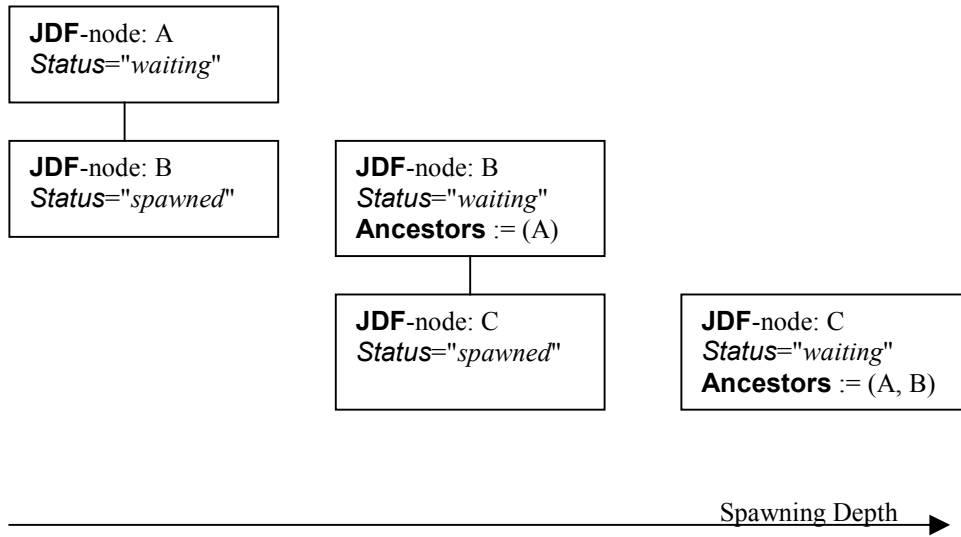 JDF-node: A
Status="waiting"
JDF-node: B
Status="spawned"
JDF-node: B
Status="waiting"
Ancestors := (A)
JDF-node: C
Status="spawned"
JDF-node: C
Status="waiting"
Ancestors := (A, B)
Spawning Depth